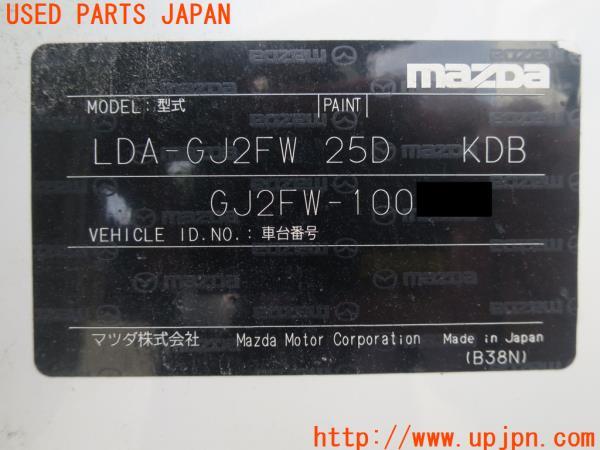 USED PARTS JAPAN
mazda
MODEL: 型式 PAINT
LDA-GJ2FW 25D KDB
GJ2FW-100
VEHICLE ID.NO.: 車台番号
マツダ株式会社 Mazda Motor Corporation Made in Japan
(B38N)
http://www.upjpn.com/